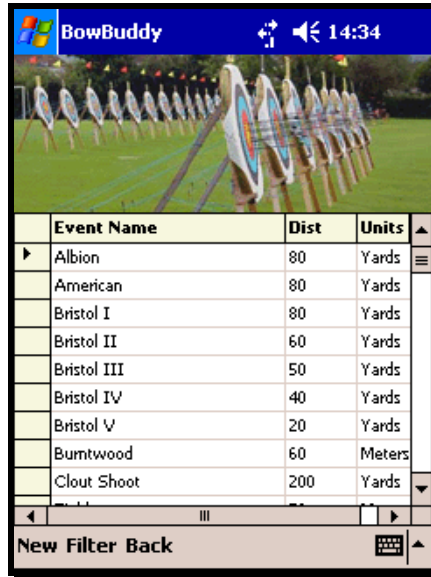 BowBuddy 14:34
Event Name Dist Units
Albion 80 Yards
American 80 Yards
Bristol I 80 Yards
Bristol II 60 Yards
Bristol III 50 Yards
Bristol IV 40 Yards
Bristol V 20 Yards
Burntwood 60 Meters
Clout Shoot 200 Yards
New Filter Back